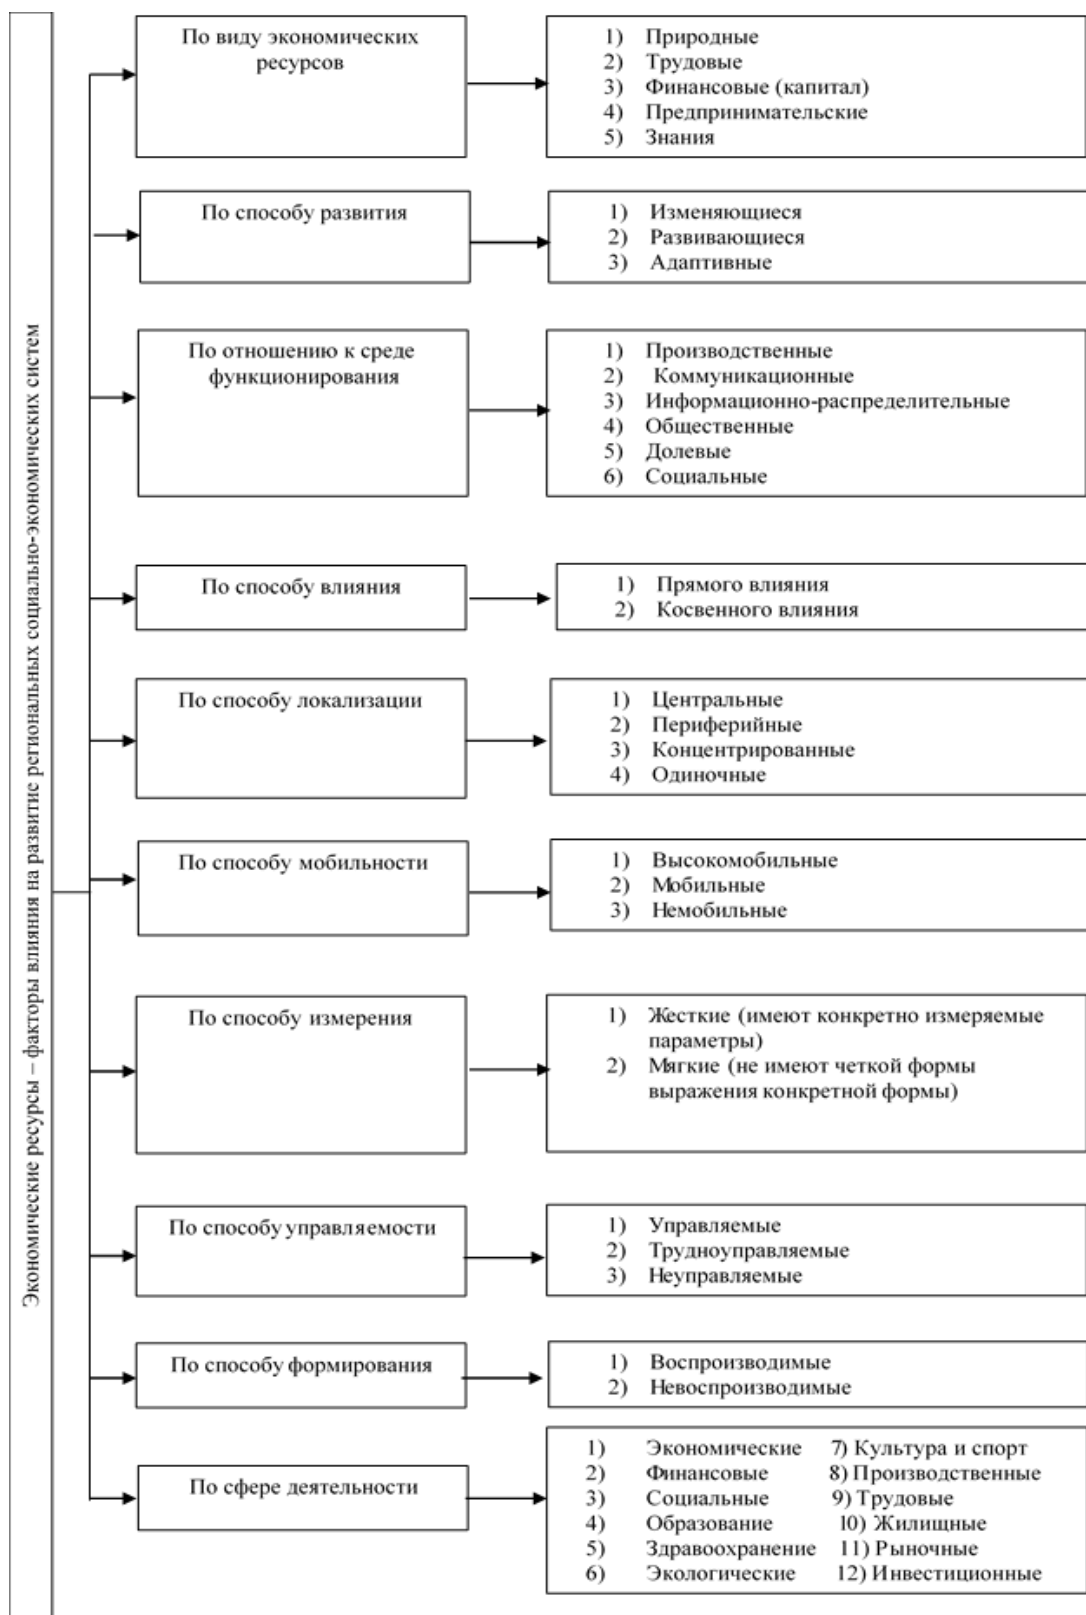 Экономические ресурсы – факторы влияния на развитие региональных социально-экономических систем
По виду экономических
ресурсов
1) Природные
2) Трудовые
3) Финансовые (капитал)
4) Предпринимательские
5) Знания
По способу развития
1) Изменяющиеся
2) Развивающиеся
3) Адаптивные
По отношению к среде
функционирования
1) Производственные
2) Коммуникационные
3) Информационно-распределительные
4) Общественные
5) Долевые
6) Социальные
По способу влияния
1) Прямого влияния
2) Косвенного влияния
По способу локализации
1) Центральные
2) Периферийные
3) Концентрированные
4) Одиночные
По способу мобильности
1) Высокомобильные
2) Мобильные
3) Немобильные
По способу измерения
1) Жесткие (имеют конкретно измеряемые
параметры)
2) Мягкие (не имеют четкой формы
выражения конкретной формы)
По способу управляемости
1) Управляемые
2) Трудноуправляемые
3) Неуправляемые
По способу формирования
1) Воспроизводимые
2) Невоспроизводимые
По сфере деятельности
1) Экономические 7) Культура и спорт
2) Финансовые 8) Производственные
3) Социальные 9) Трудовые
4) Образование 10) Жилищные
5) Здравоохранение 11) Рыночные
6) Экологические 12) Инвестиционные